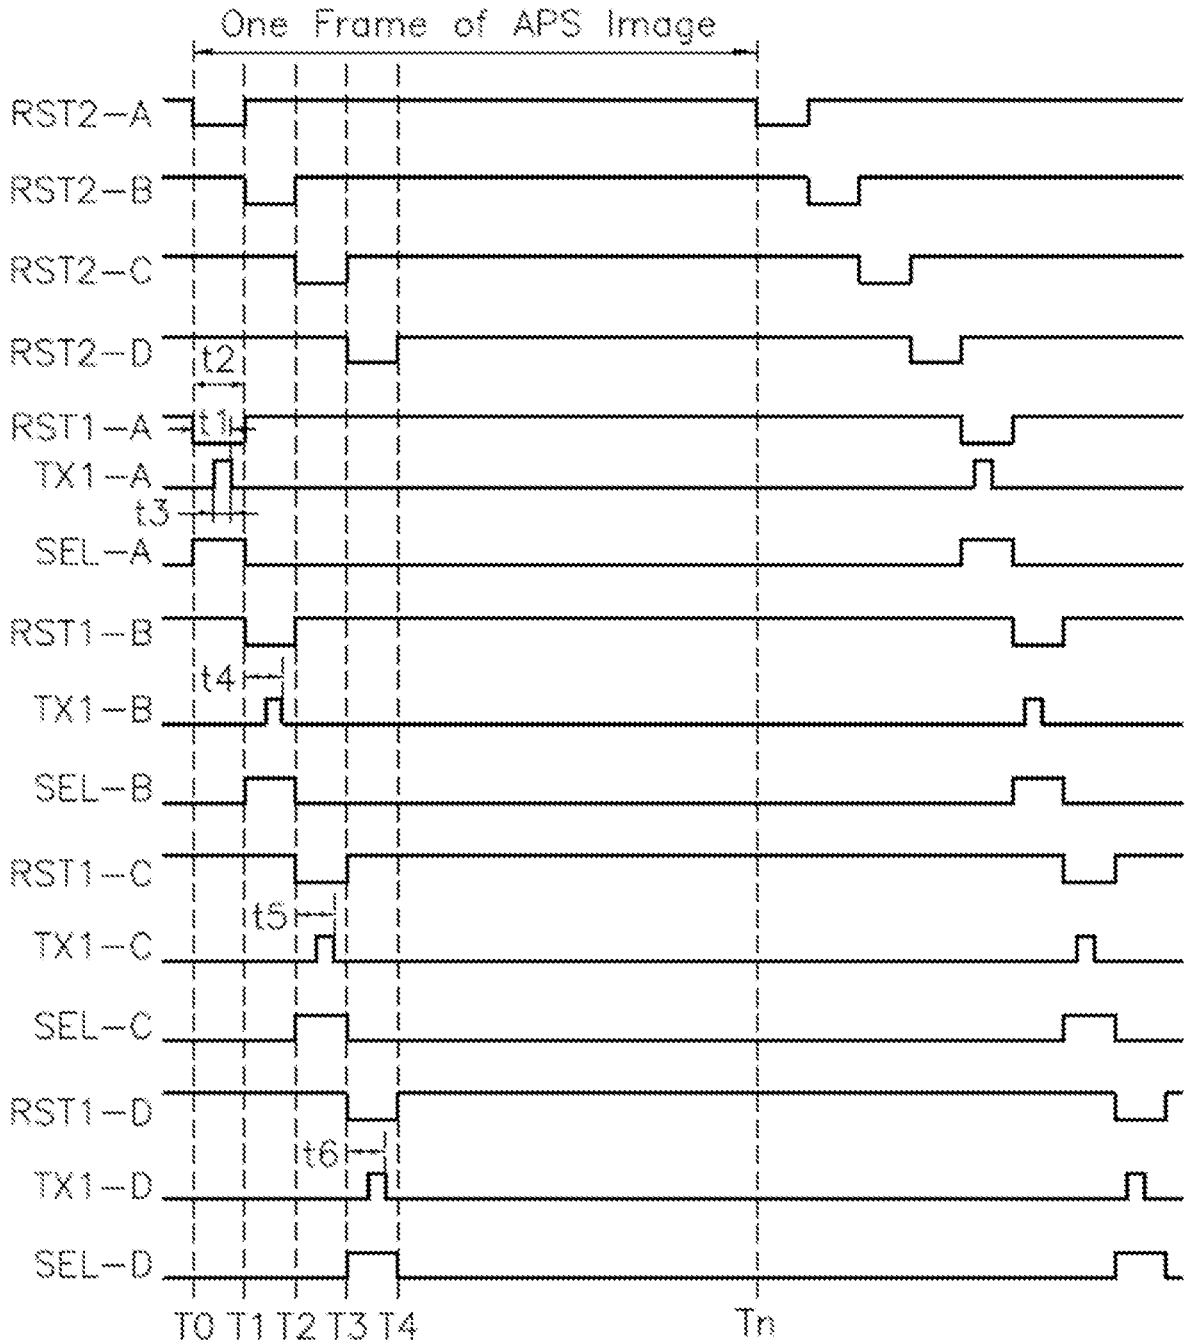 One Frame of APS Image
RST2-A
RST2-B
RST2-C
RST2-D
t2
RST1-A
t1
TX1-A
t3
SEL-A
RST1-B
t4
TX1-B
SEL-B
RST1-C
t5
TX1-C
SEL-C
RST1-D
t6
TX1-D
SEL-D
T0 T1 T2 T3 T4 Tn